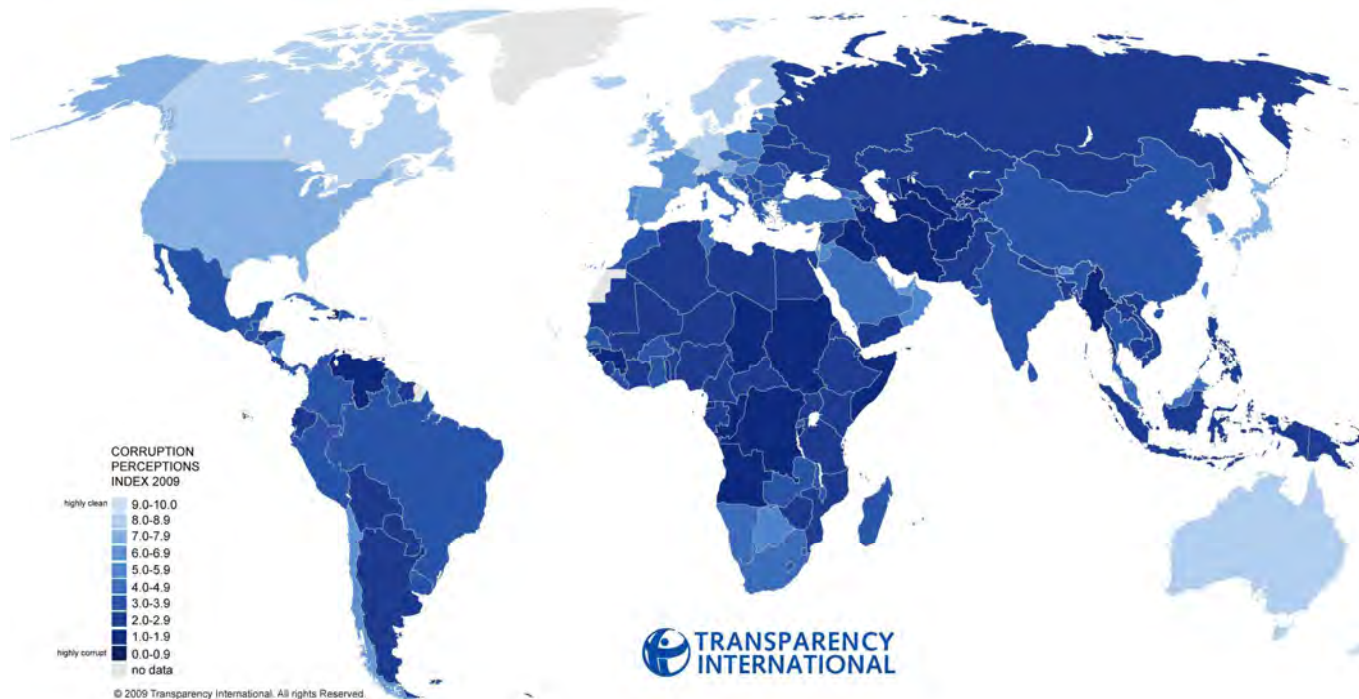 CORRUPTION
PERCEPTIONS
INDEX 2009
highly clean
9.0-10.0
8.0-8.9
7.0-7.9
6.0-6.9
5.0-5.9
4.0-4.9
3.0-3.9
2.0-2.9
1.0-1.9
highly corrupt
0.0-0.9
no data
© 2009 Transparency International. All rights Reserved.
TRANSPARENCY
INTERNATIONAL